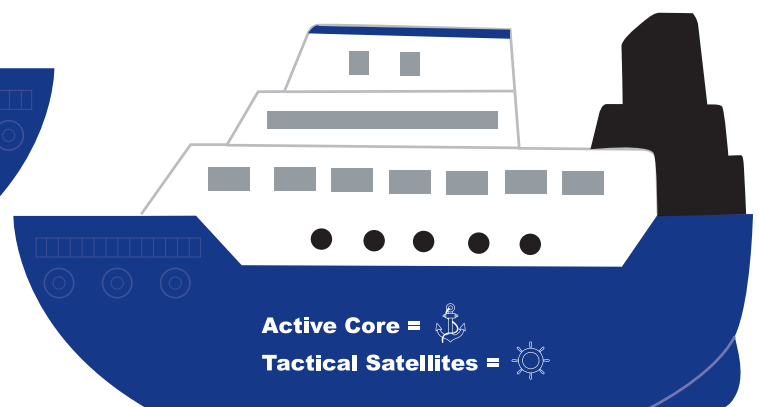 Active Core =
Tactical Satellites =